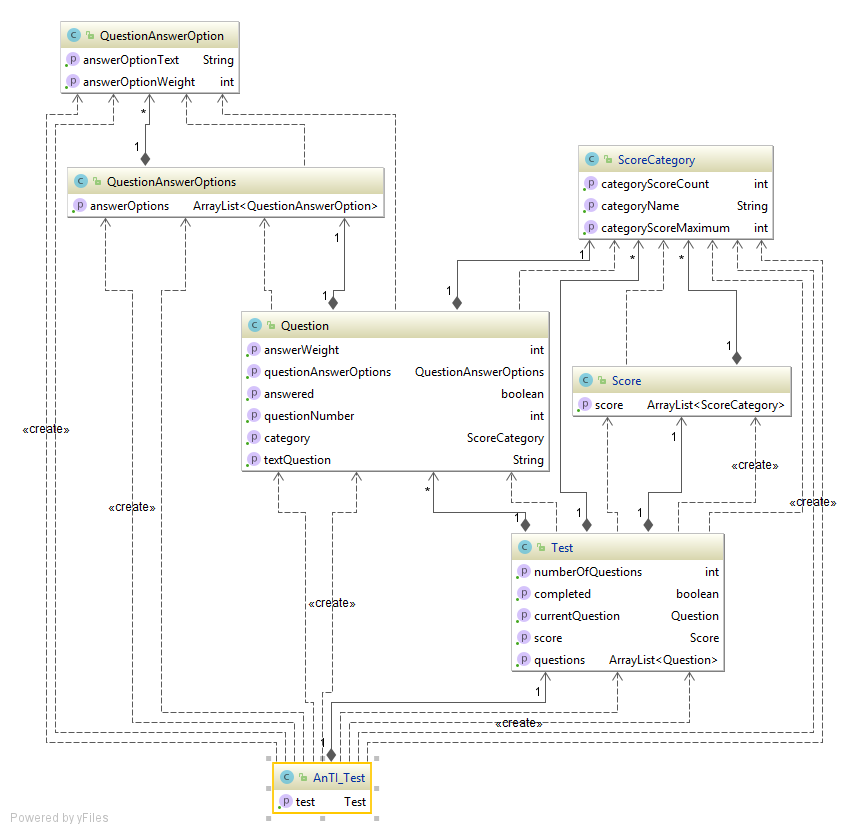 QuestionAnswerOption
answerOptionText String
answerOptionWeight int
*
1
QuestionAnswerOptions
answerOptions ArrayList<QuestionAnswerOption>
ScoreCategory
categoryScoreCount int
categoryName String
categoryScoreMaximum int
1
1
1
1
*
*
1
Question
answerWeight int
questionAnswerOptions QuestionAnswerOptions
answered boolean
questionNumber int
category ScoreCategory
textQuestion String
Score
score ArrayList<ScoreCategory>
«create»
1
«create»
*
«create»
«create»
1
1
1
Test
numberOfQuestions int
completed boolean
currentQuestion Question
score Score
questions ArrayList<Question>
«create»
1
«create»
1
AnTI_Test
test Test
Powered by yFiles